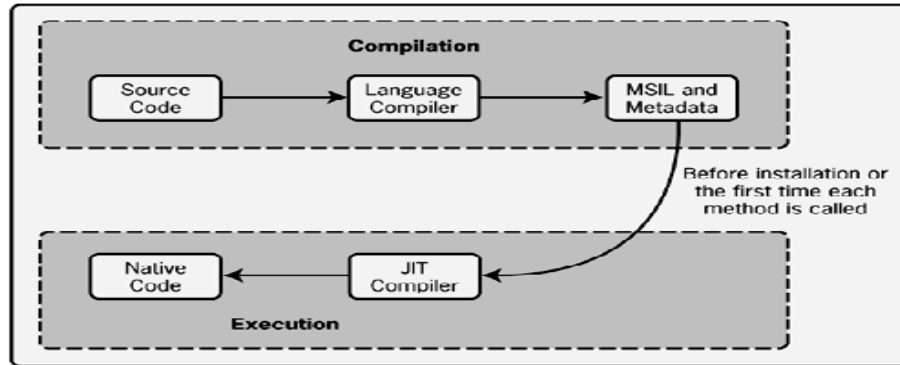 Compilation
Source
Code
Language
Compiler
MSIL and
Metadata
Before installation or
the first time each
method is called
Native
Code
JIT
Compiler
Execution